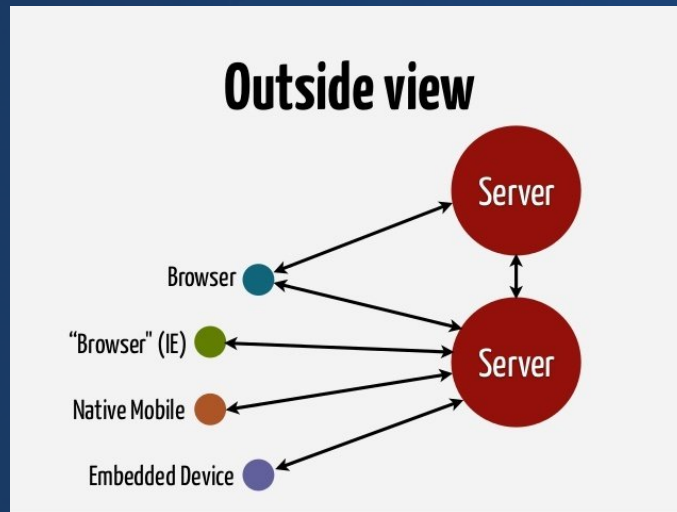 Outside view
Server
Browser
“Browser" (IE)
Server
Native Mobile
Embedded Device